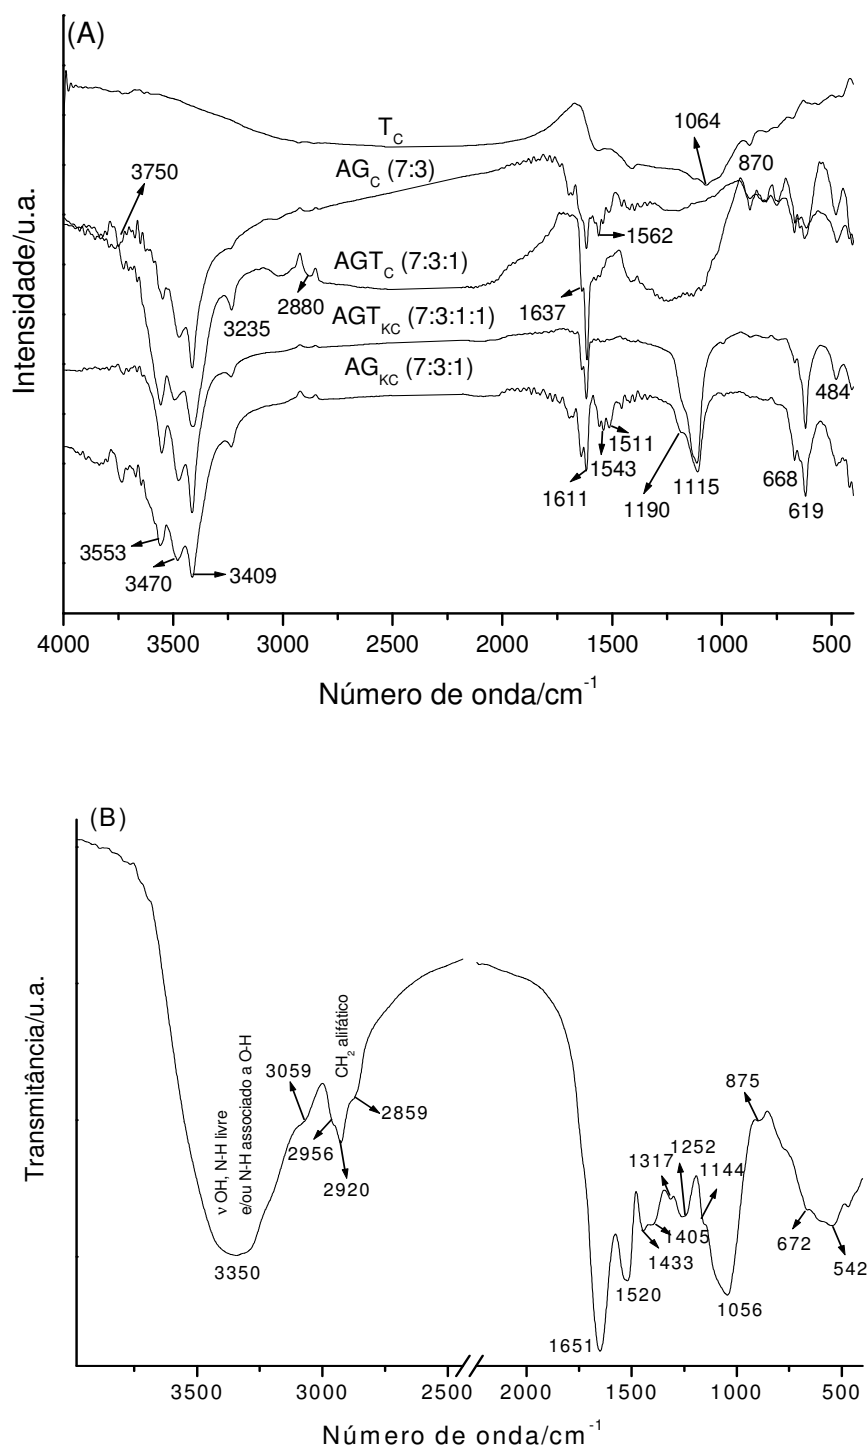 (A)
T_C
1064
870
AG_C (7:3)
3750
1562
AGT_C (7:3:1)
3235
2880
1637
AGT_KC (7:3:1:1)
AG_KC (7:3:1)
484
1511
1543
1611
1190
1115
668
619
3553
3470
3409
Intensidade/u.a.
4000 3500 3000 2500 2000 1500 1000 500
Número de onda/cm⁻¹
(B)
Transmitância/u.a.
ν OH, N-H livre
e/ou N-H associado a O-H
CH₂ alifático
3059
2956
2920
2859
3350
875
1252
1317
1144
1405
1433
1520
1651
1056
672
542
3500 3000 2500 2000 1500 1000 500
Número de onda/cm⁻¹